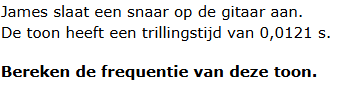 James slaat een snaar op de gitaar aan.
De toon heeft een trillingstijd van 0,0121 s.
Bereken de frequentie van deze toon.